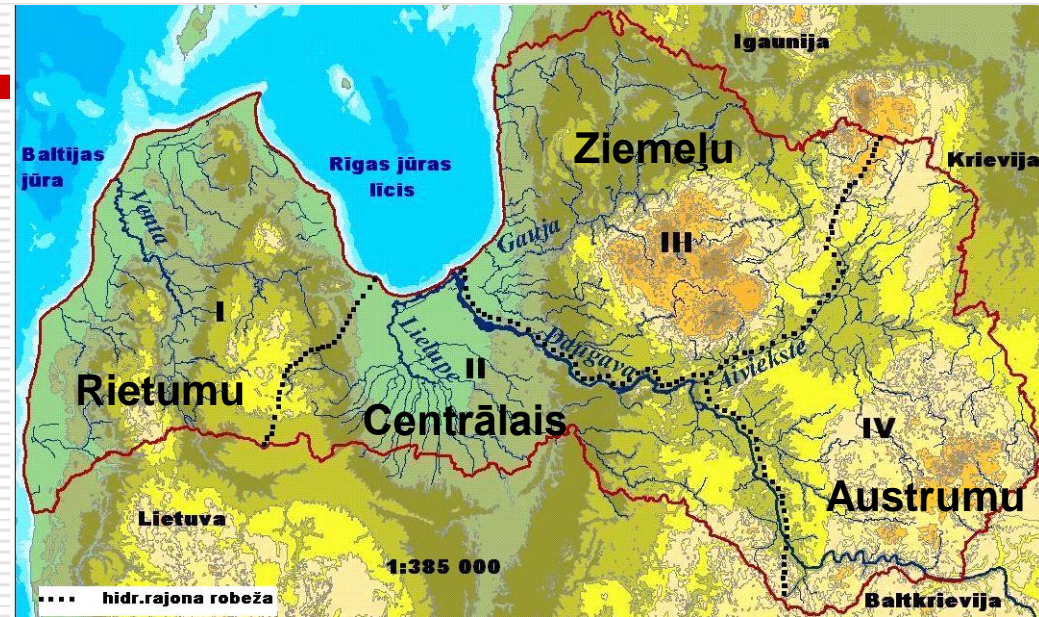 Igaunija
Baltijas
jūra
Rīgas jūras
līcis
Ziemeļu
Krievija
Venta
Gauja
III
I
Lielupe
Daugava
Aiviekste
II
Rietumu
Centrālais
IV
Austrumu
Lietuva
1:385 000
hidr.rajona robeža
Baltkrievija